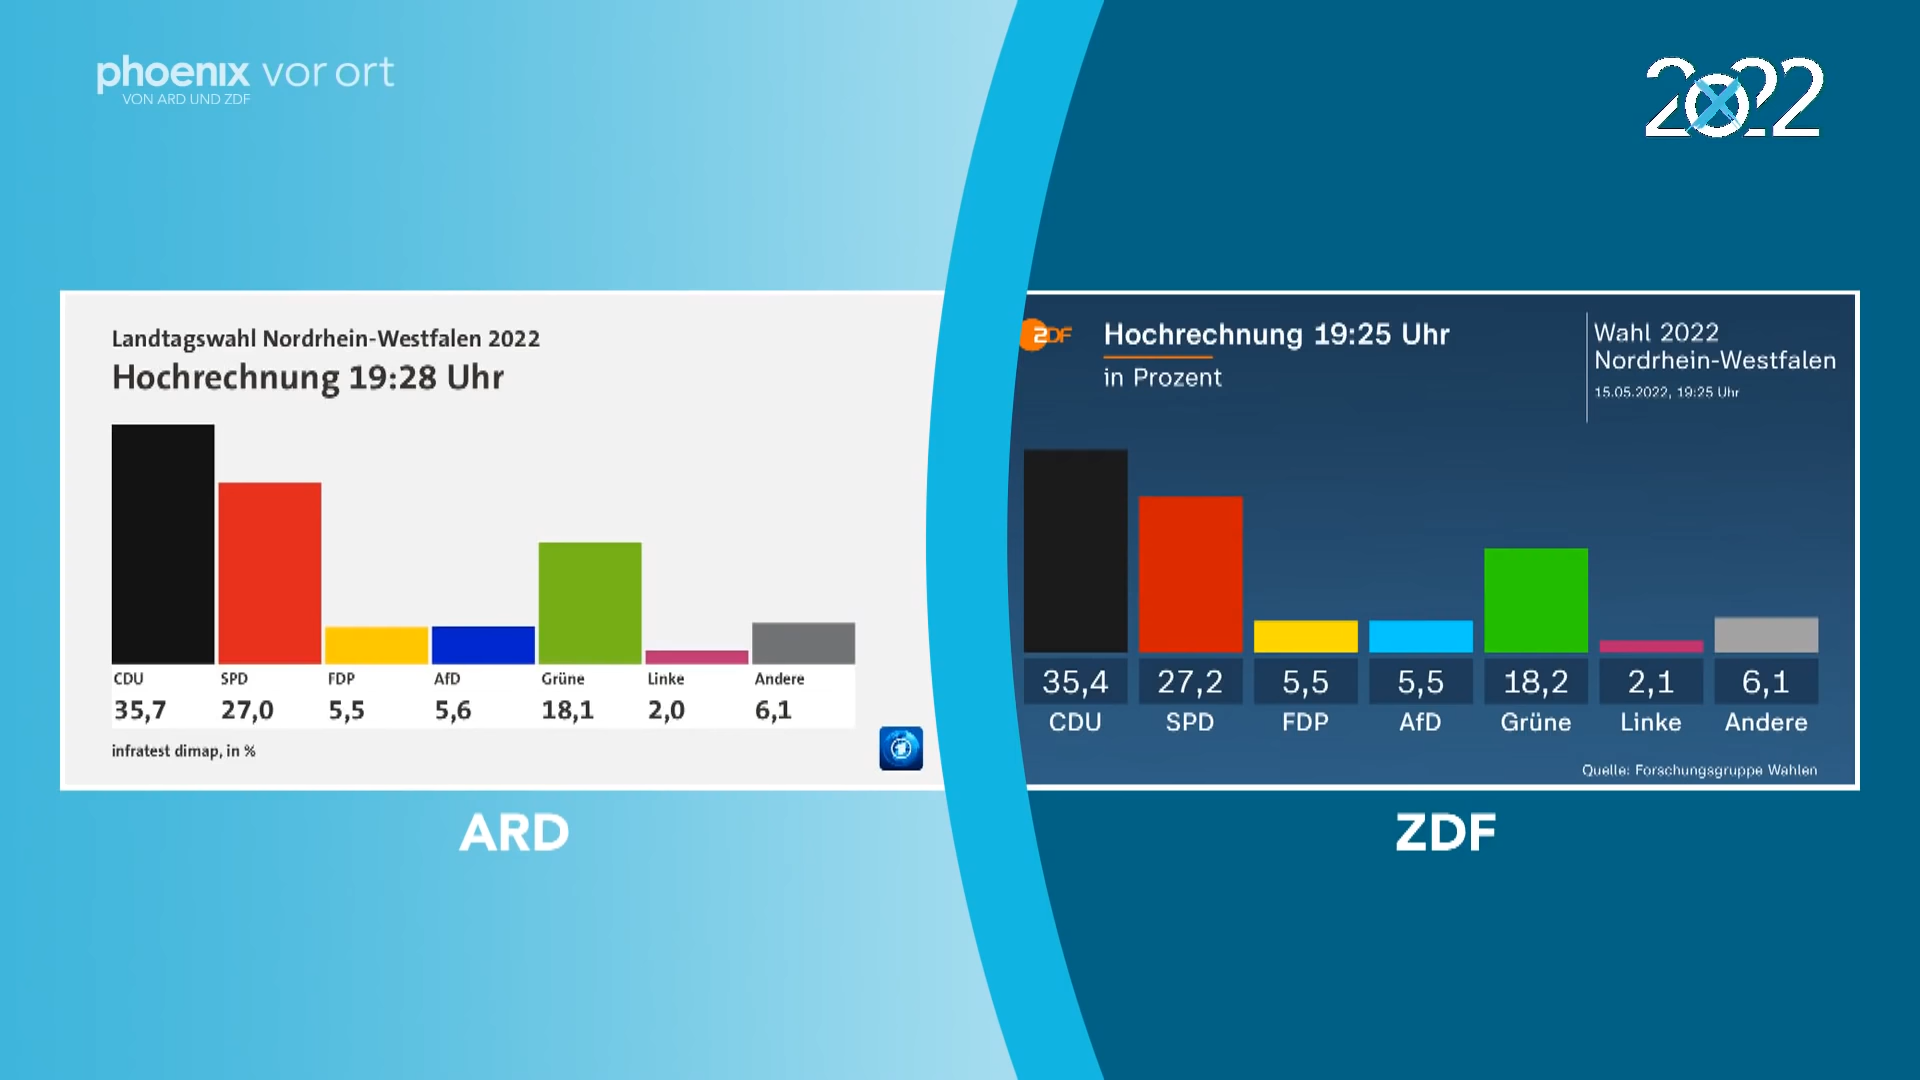 phoenix vor ort
VON ARD UND ZDF
2022
Landtagswahl Nordrhein-Westfalen 2022
Hochrechnung 19:28 Uhr
CDU SPD FDP AfD Grüne Linke Andere
35,7 27,0 5,5 5,6 18,1 2,0 6,1
infratest dimap, in %
1
ARD
ZDF
Hochrechnung 19:25 Uhr
in Prozent
Wahl 2022
Nordrhein-Westfalen
15.05.2022, 19:25 Uhr
35,4 27,2 5,5 5,5 18,2 2,1 6,1
CDU SPD FDP AfD Grüne Linke Andere
Quelle: Forschungsgruppe Wahlen
ZDF